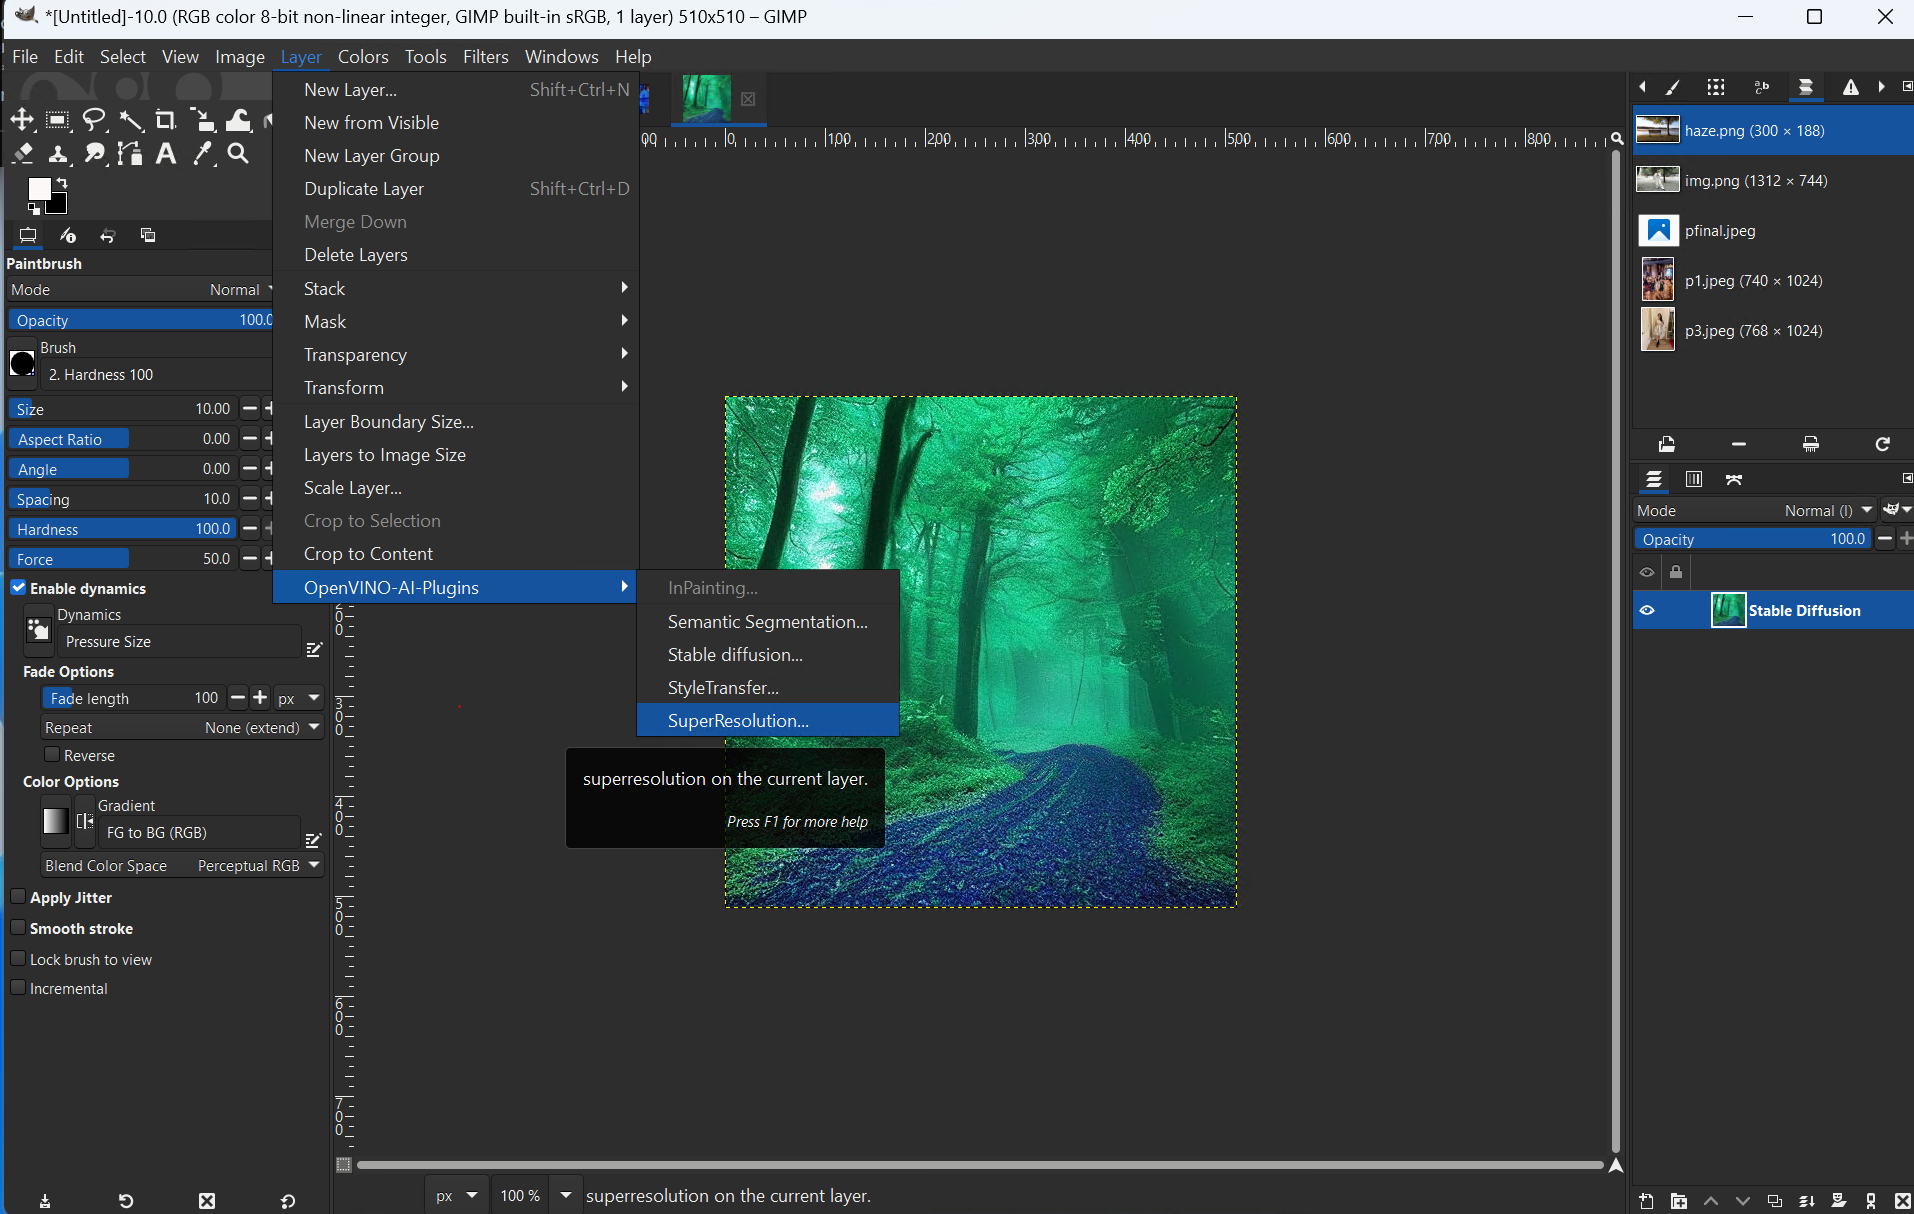 *[Untitled]-10.0 (RGB color 8-bit non-linear integer, GIMP built-in sRGB, 1 layer) 510x510 – GIMP
File Edit Select View Image Layer Colors Tools Filters Windows Help
New Layer... Shift+Ctrl+N
New from Visible
New Layer Group
Duplicate Layer Shift+Ctrl+D
Merge Down
Delete Layers
Stack
Mask
Transparency
Transform
Layer Boundary Size...
Layers to Image Size
Scale Layer...
Crop to Selection
Crop to Content
OpenVINO-AI-Plugins
InPainting...
Semantic Segmentation...
Stable diffusion...
StyleTransfer...
SuperResolution...
superresolution on the current layer.
Press F1 for more help
Paintbrush
Mode Normal
Opacity 100.0
Brush
2. Hardness 100
Size 10.00
Aspect Ratio 0.00
Angle 0.00
Spacing 10.0
Hardness 100.0
Force 50.0
Enable dynamics
Dynamics
Pressure Size
Fade Options
Fade length 100 px
Repeat None (extend)
Reverse
Color Options
Gradient
FG to BG (RGB)
Blend Color Space Perceptual RGB
Apply Jitter
Smooth stroke
Lock brush to view
Incremental
00 0 100 200 300 400 500 600 700 800
200
300
400
500
600
700
px 100 % superresolution on the current layer.
haze.png (300 × 188)
img.png (1312 × 744)
pfinal.jpeg
p1.jpeg (740 × 1024)
p3.jpeg (768 × 1024)
Mode Normal (l)
Opacity 100.0
Stable Diffusion